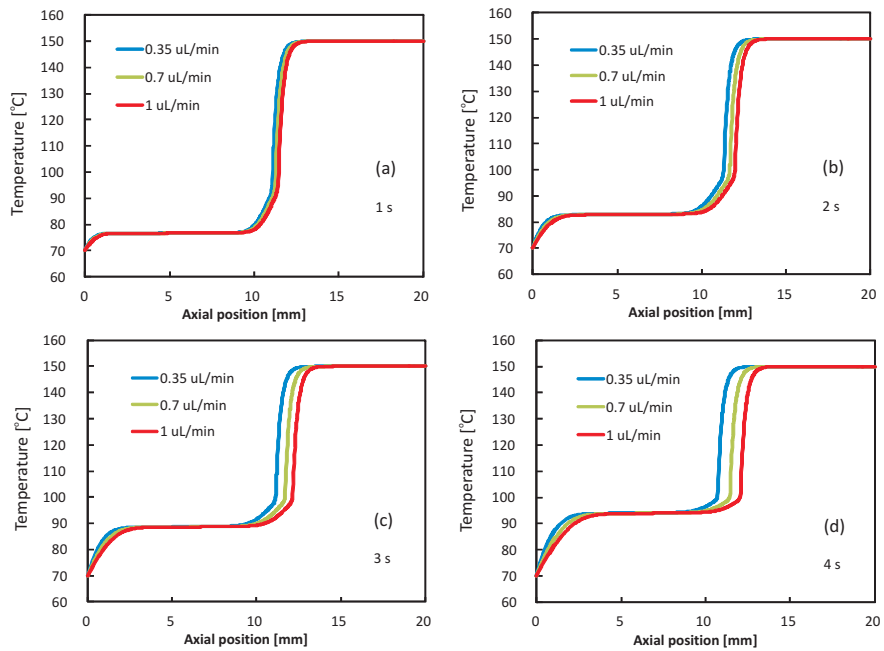 160
150
140
130
120
110
100
90
80
70
60
Temperature [°C]
0.35 uL/min
0.7 uL/min
1 uL/min
(a)
1 s
0 5 10 15 20
Axial position [mm]
160
150
140
130
120
110
100
90
80
70
60
Temperature [°C]
0.35 uL/min
0.7 uL/min
1 uL/min
(b)
2 s
0 5 10 15 20
Axial position [mm]
160
150
140
130
120
110
100
90
80
70
60
Temperature [°C]
0.35 uL/min
0.7 uL/min
1 uL/min
(c)
3 s
0 5 10 15 20
Axial position [mm]
160
150
140
130
120
110
100
90
80
70
60
Temperature [°C]
0.35 uL/min
0.7 uL/min
1 uL/min
(d)
4 s
0 5 10 15 20
Axial position [mm]